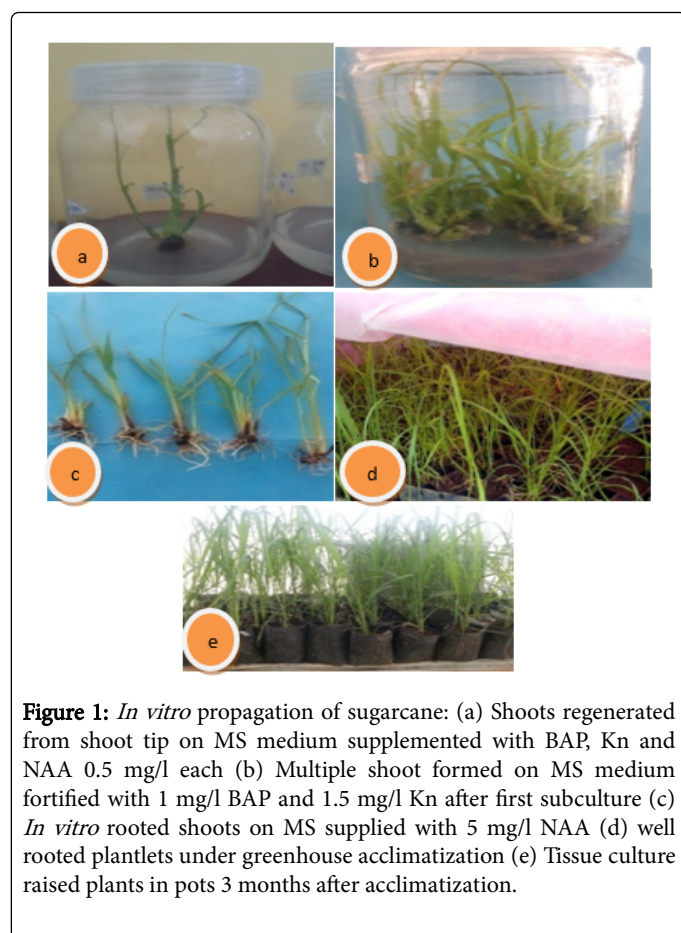 a
b
c
d
e
Figure 1: In vitro propagation of sugarcane: (a) Shoots regenerated
from shoot tip on MS medium supplemented with BAP, Kn and
NAA 0.5 mg/l each (b) Multiple shoot formed on MS medium
fortified with 1 mg/l BAP and 1.5 mg/l Kn after first subculture (c)
In vitro rooted shoots on MS supplied with 5 mg/l NAA (d) well
rooted plantlets under greenhouse acclimatization (e) Tissue culture
raised plants in pots 3 months after acclimatization.